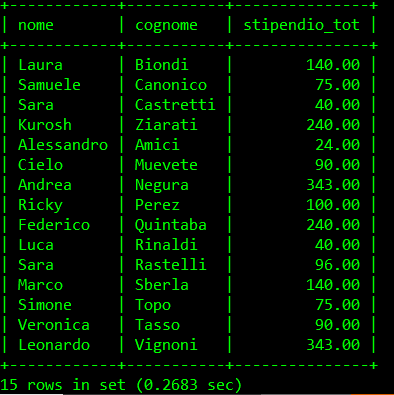 +------------+-----------+---------------+
| nome       | cognome   | stipendio_tot |
+------------+-----------+---------------+
| Laura      | Biondi    |        140.00 |
| Samuele    | Canonico  |         75.00 |
| Sara       | Castretti |         40.00 |
| Kurosh     | Ziarati   |        240.00 |
| Alessandro | Amici     |         24.00 |
| Cielo      | Muevete   |         90.00 |
| Andrea     | Negura    |        343.00 |
| Ricky      | Perez     |        100.00 |
| Federico   | Quintaba  |        240.00 |
| Luca       | Rinaldi   |         40.00 |
| Sara       | Rastelli  |         96.00 |
| Marco      | Sberla    |        140.00 |
| Simone     | Topo      |         75.00 |
| Veronica   | Tasso     |         90.00 |
| Leonardo   | Vignoni   |        343.00 |
+------------+-----------+---------------+
15 rows in set (0.2683 sec)